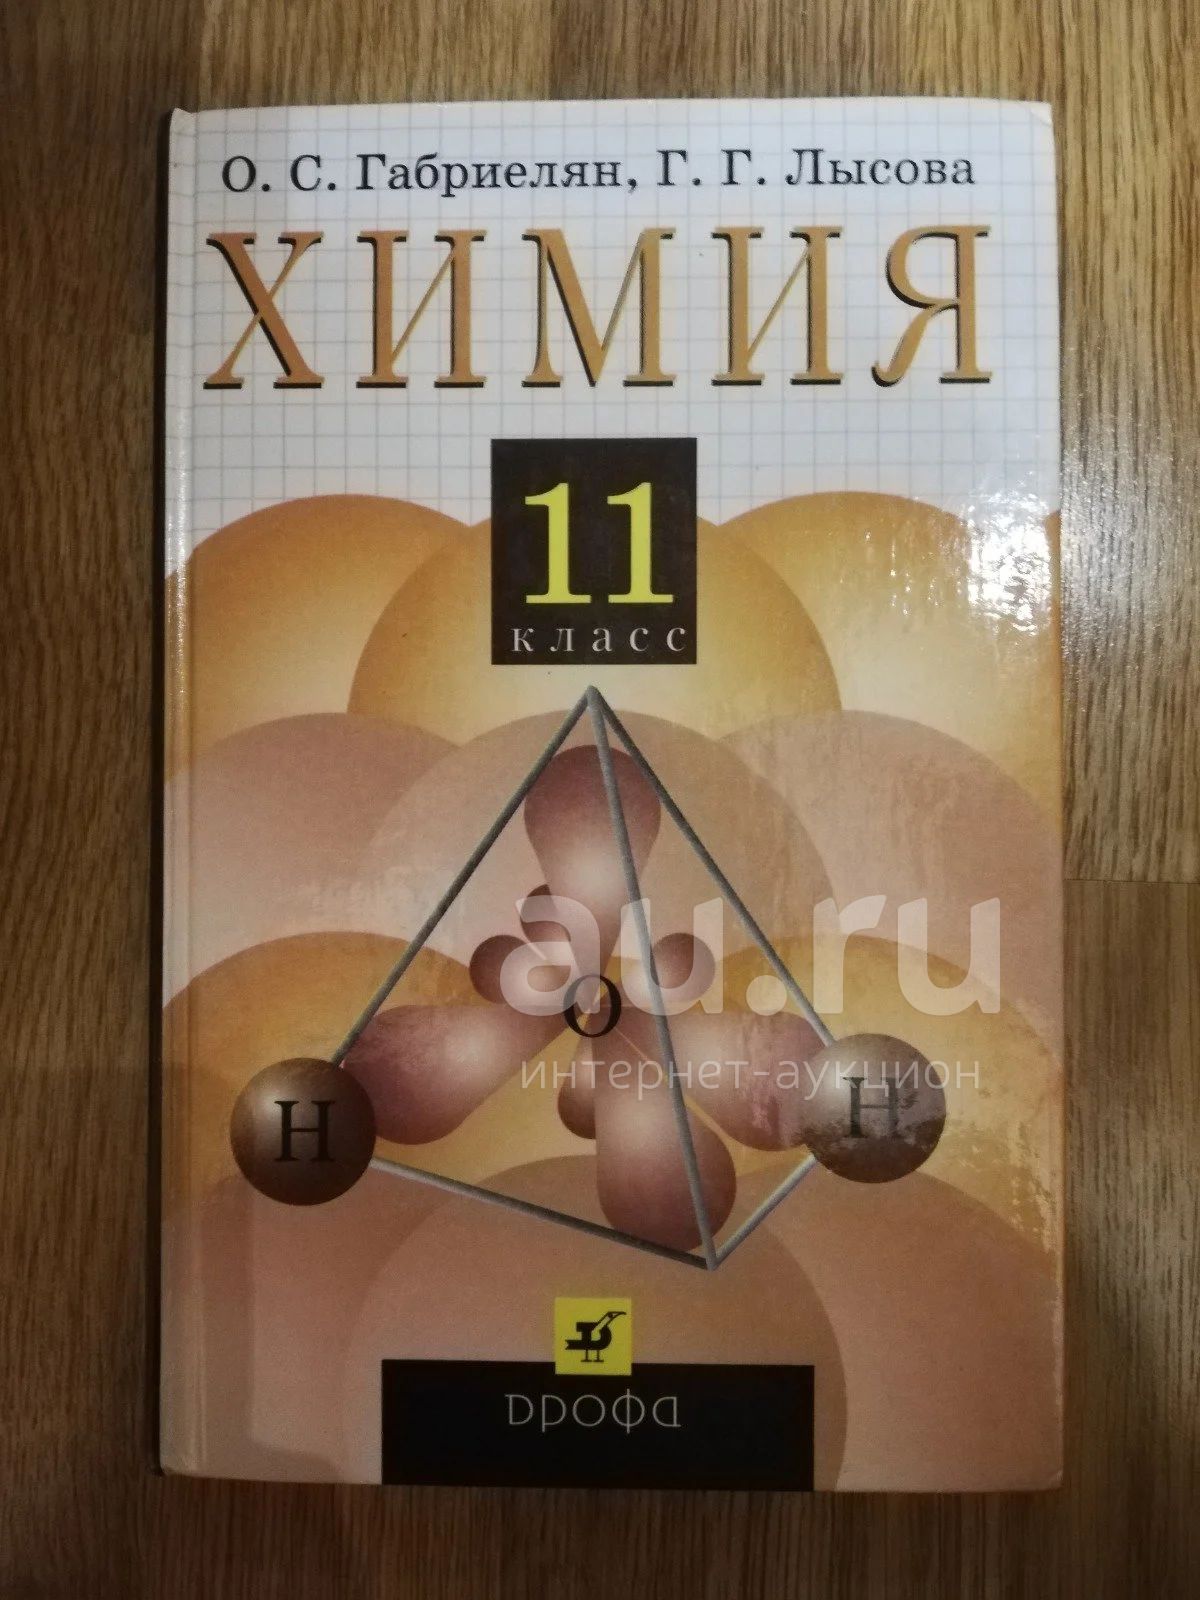 О. С. Габриелян, Г. Г. Лысова
ХИМИЯ
11
класс
au.ru
О
интернет-аукцион
Н
Н
дрофа